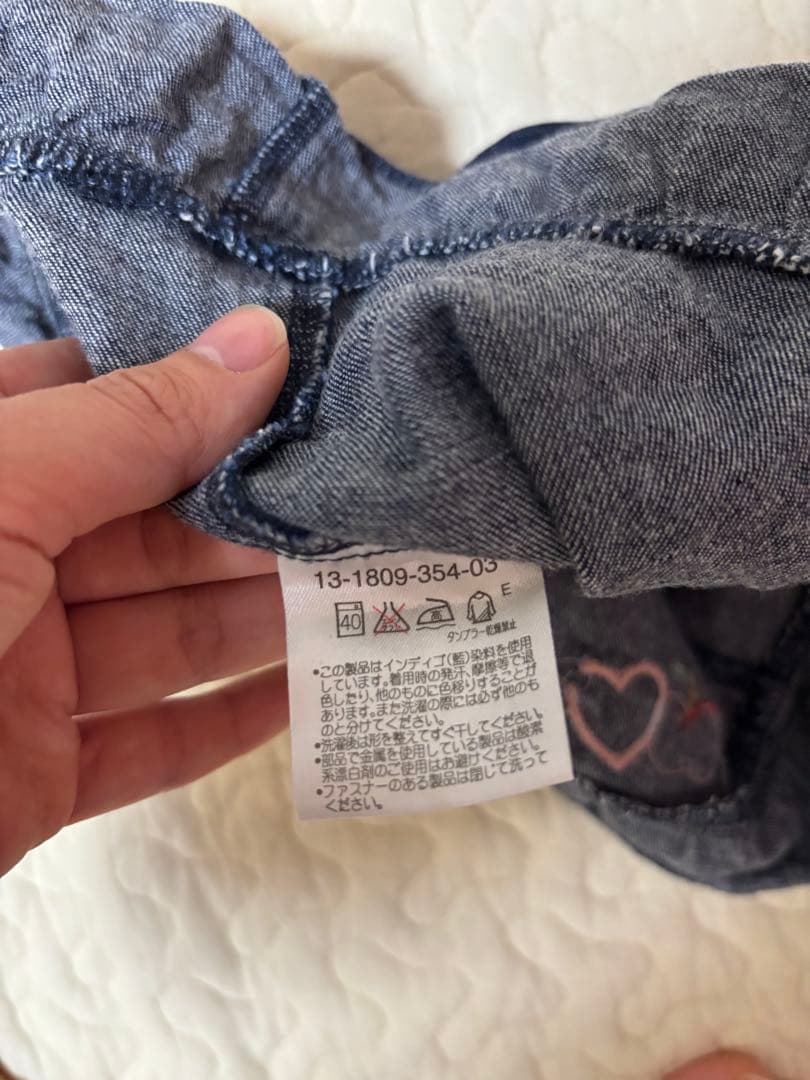 13-1809-354-03
40 エンソ サラシ 高 E
タンブラー乾燥禁止
•この製品はインディゴ(藍)染料を使用
しています。着用時の発汗、摩擦等で退
色したり、他のものに色移りすることが
あります。また洗濯の際には必ず他のも
のと分けてください。
•洗濯後は形を整えてすぐ干してください。
•部品で金属を使用している製品は酸素
系漂白剤のご使用はお避けください。
•ファスナーのある製品は閉じて洗って
ください。